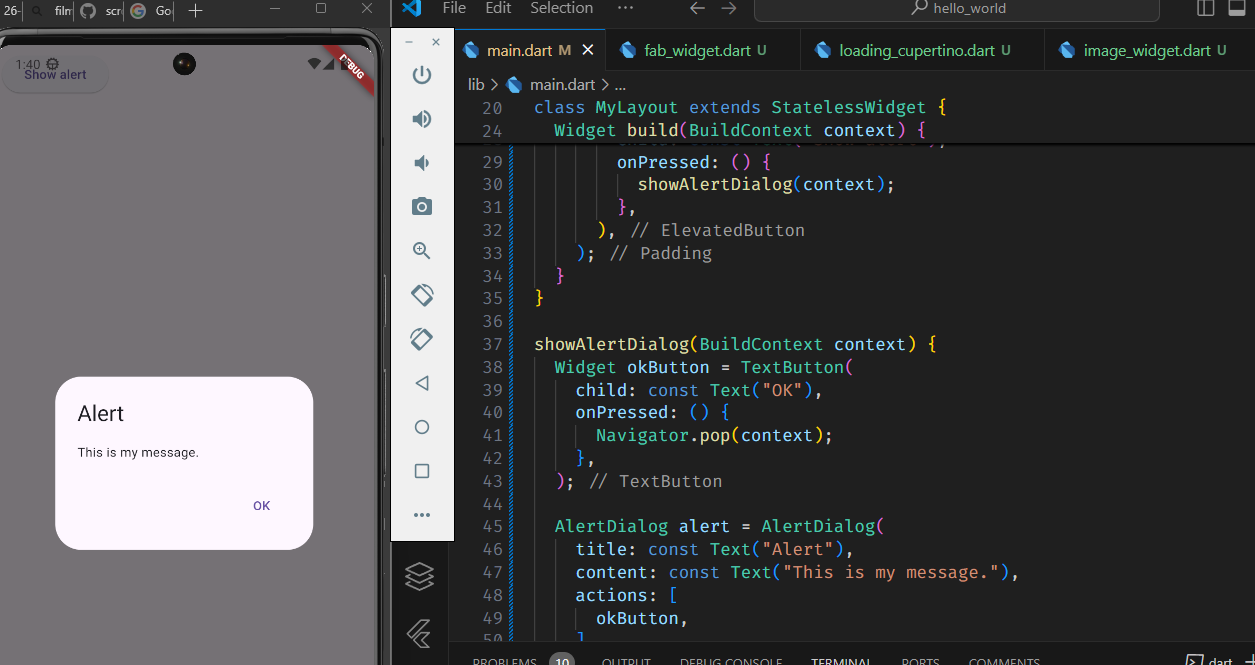 26-
film
scr
Go
File Edit Selection ···
hello_world
main.dart M
fab_widget.dart U
loading_cupertino.dart U
image_widget.dart U
lib > main.dart > ...
1:40
Show alert
DEBUG
20 class MyLayout extends StatelessWidget {
24 Widget build(BuildContext context) {
29 onPressed: () {
30 showAlertDialog(context);
31 },
32 ), // ElevatedButton
33 ); // Padding
34 }
35 }
36
37 showAlertDialog(BuildContext context) {
38 Widget okButton = TextButton(
39 child: const Text("OK"),
40 onPressed: () {
41 Navigator.pop(context);
42 },
43 ); // TextButton
44
45 AlertDialog alert = AlertDialog(
46 title: const Text("Alert"),
47 content: const Text("This is my message."),
48 actions: [
49 okButton,
50 ]
Alert
This is my message.
OK
PROBLEMS 10 OUTPUT DEBUG CONSOLE TERMINAL PORTS COMMENTS
dart